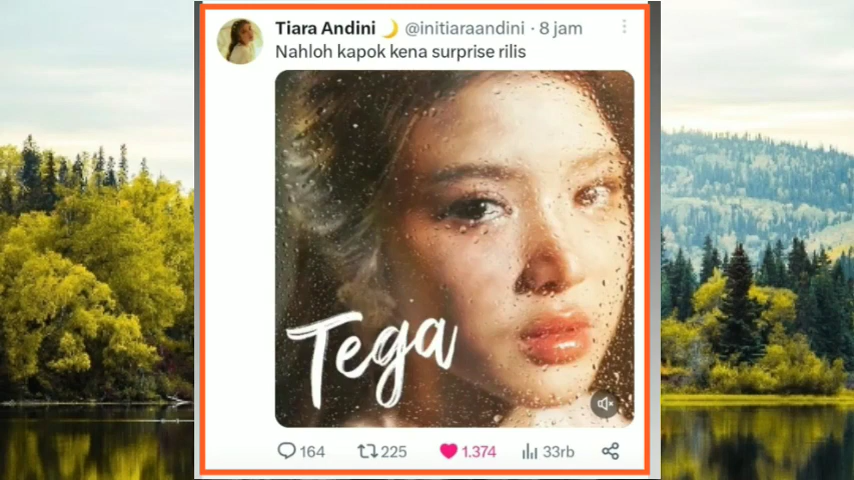 Tiara Andini 🌙 @initiaraandini · 8 jam
Nahloh kapok kena surprise rilis
Tega
164 225 1.374 33rb